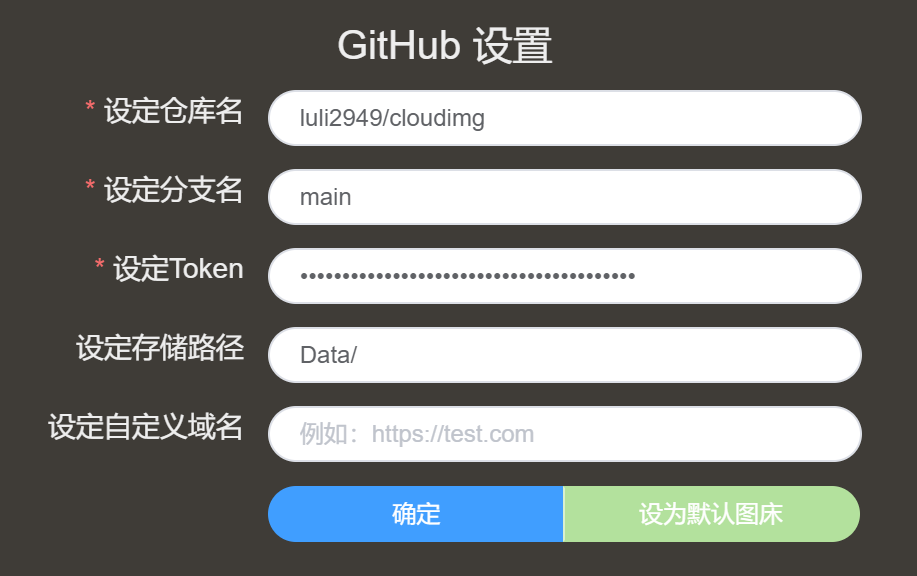 GitHub 设置
* 设定仓库名 luli2949/cloudimg
* 设定分支名 main
* 设定Token ••••••••••••••••••••••••••••••••••••••••
设定存储路径 Data/
设定自定义域名 例如：https://test.com
确定 设为默认图床